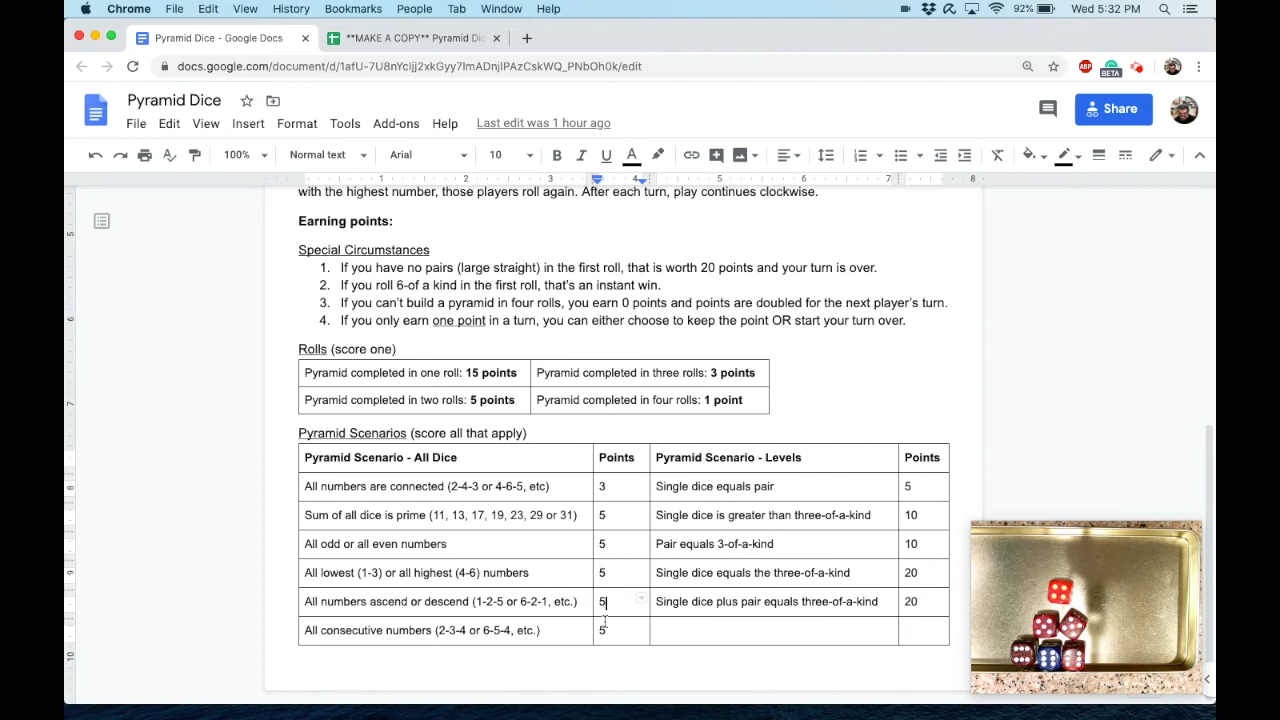 Chrome File Edit View History Bookmarks People Tab Window Help 92% Wed 5:32 PM
Pyramid Dice - Google Docs **MAKE A COPY** Pyramid Di
docs.google.com/document/d/1afU-7U8nYcljj2xkGyy7lmADnjlPAzCskWQ_PNbOh0k/edit ABP BETA
Pyramid Dice
File Edit View Insert Format Tools Add-ons Help Last edit was 1 hour ago Share
100% Normal text Arial 10
1 2 3 4 5 6 7 8
with the highest number, those players roll again. After each turn, play continues clockwise.
Earning points:
Special Circumstances
1. If you have no pairs (large straight) in the first roll, that is worth 20 points and your turn is over.
2. If you roll 6-of a kind in the first roll, that's an instant win.
3. If you can't build a pyramid in four rolls, you earn 0 points and points are doubled for the next player's turn.
4. If you only earn one point in a turn, you can either choose to keep the point OR start your turn over.
Rolls (score one)
Pyramid completed in one roll: 15 points Pyramid completed in three rolls: 3 points
Pyramid completed in two rolls: 5 points Pyramid completed in four rolls: 1 point
Pyramid Scenarios (score all that apply)
Pyramid Scenario - All Dice Points Pyramid Scenario - Levels Points
All numbers are connected (2-4-3 or 4-6-5, etc) 3 Single dice equals pair 5
Sum of all dice is prime (11, 13, 17, 19, 23, 29 or 31) 5 Single dice is greater than three-of-a-kind 10
All odd or all even numbers 5 Pair equals 3-of-a-kind 10
All lowest (1-3) or all highest (4-6) numbers 5 Single dice equals the three-of-a-kind 20
All numbers ascend or descend (1-2-5 or 6-2-1, etc.) 5 Single dice plus pair equals three-of-a-kind 20
All consecutive numbers (2-3-4 or 6-5-4, etc.) 5